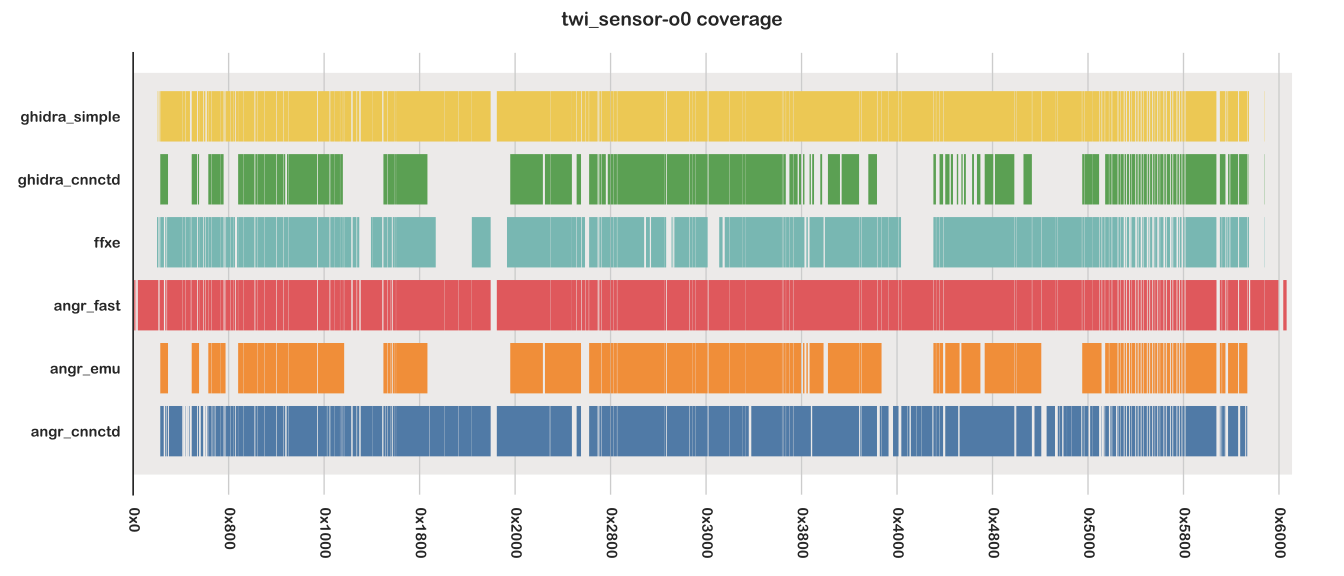 twi_sensor-o0 coverage
ghidra_simple
ghidra_cnnctd
ffxe
angr_fast
angr_emu
angr_cnnctd
0x0
0x800
0x1000
0x1800
0x2000
0x2800
0x3000
0x3800
0x4000
0x4800
0x5000
0x5800
0x6000